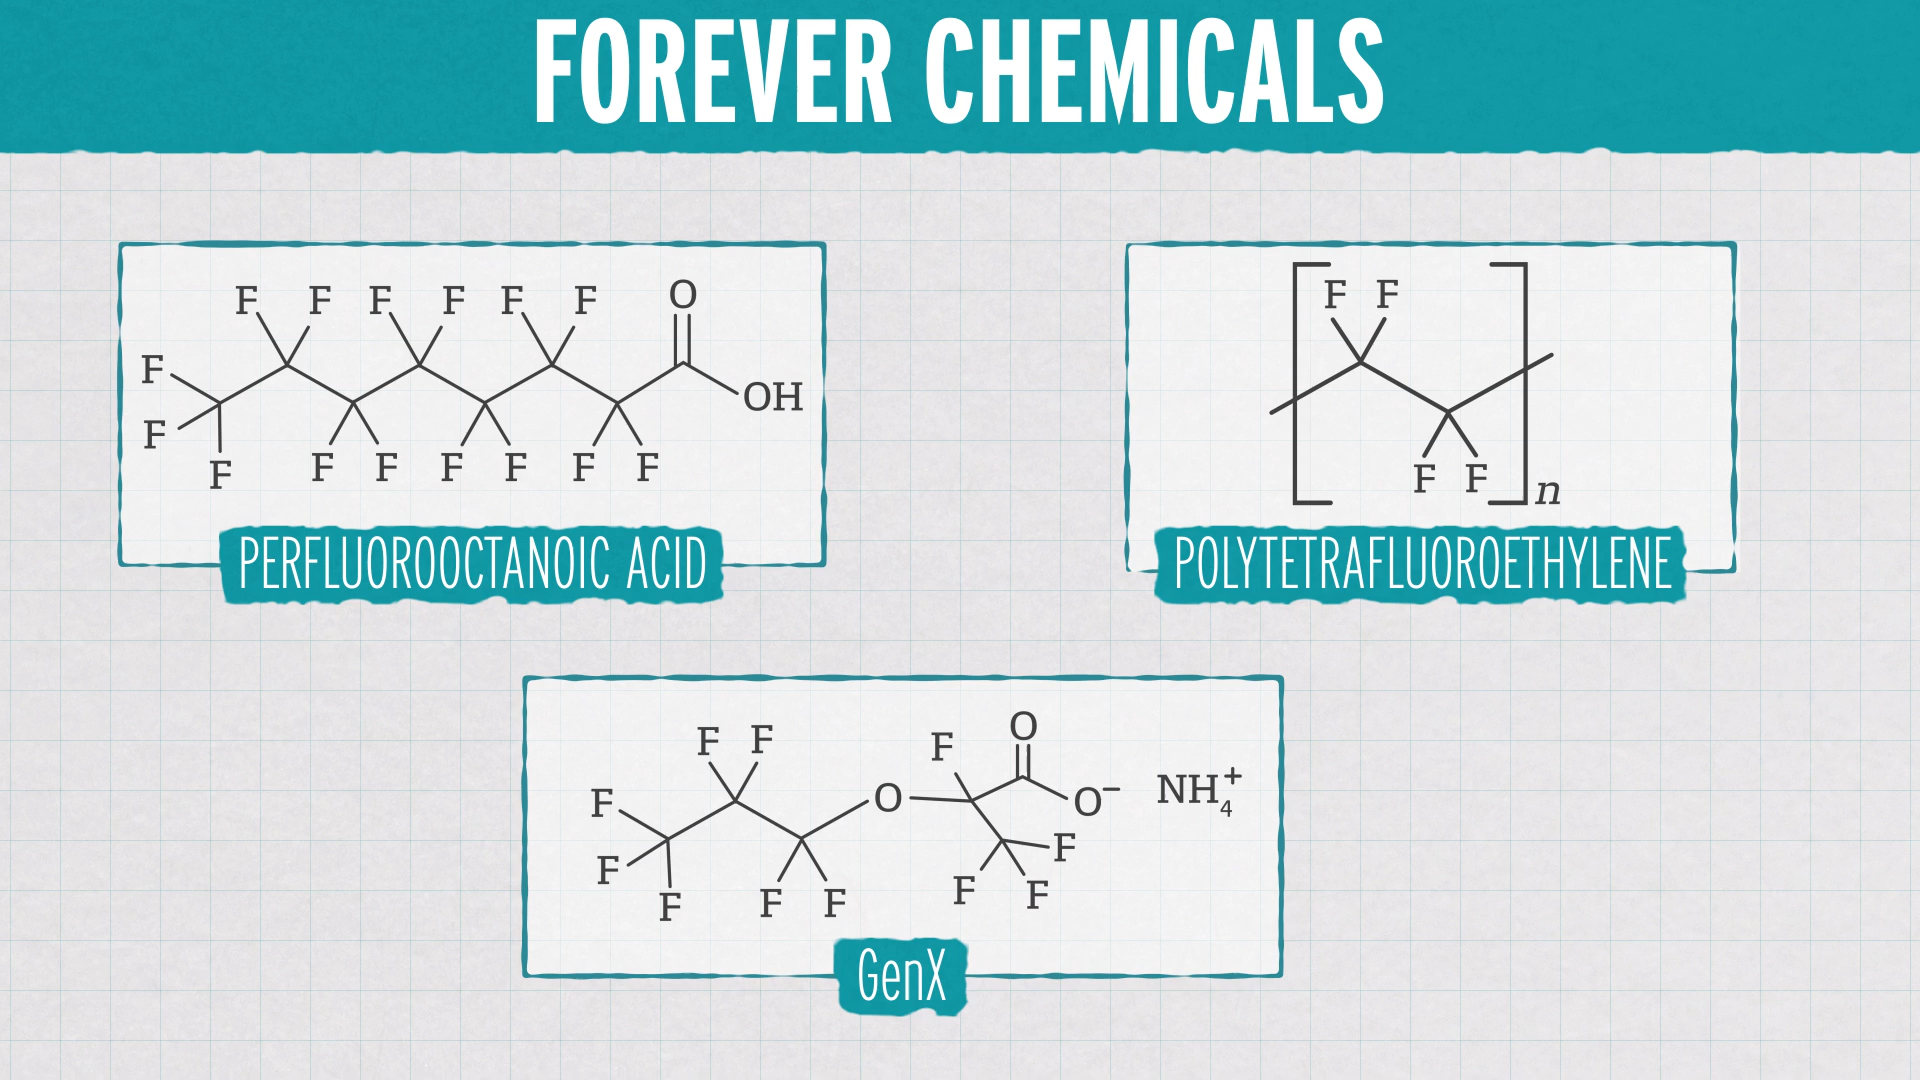 FOREVER CHEMICALS
F F F F F F O
F
OH
F
F F F F F F F
PERFLUOROOCTANOIC ACID
F F
F F
n
POLYTETRAFLUOROETHYLENE
F F F O
F O O⁻ NH₄⁺
F F
F F F F F
GenX